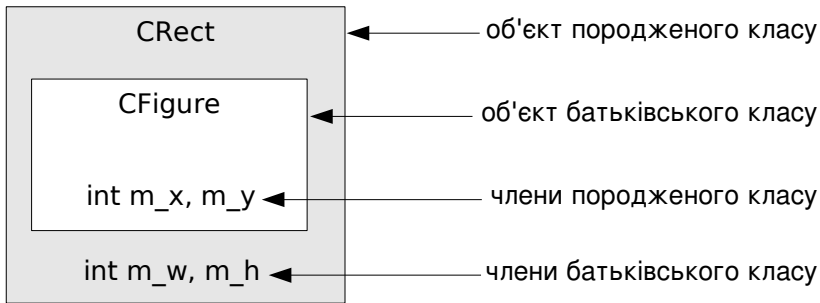 CRect
об'єкт породженого класу
CFigure
об'єкт батьківського класу
int m_x, m_y
члени породженого класу
int m_w, m_h
члени батьківського класу